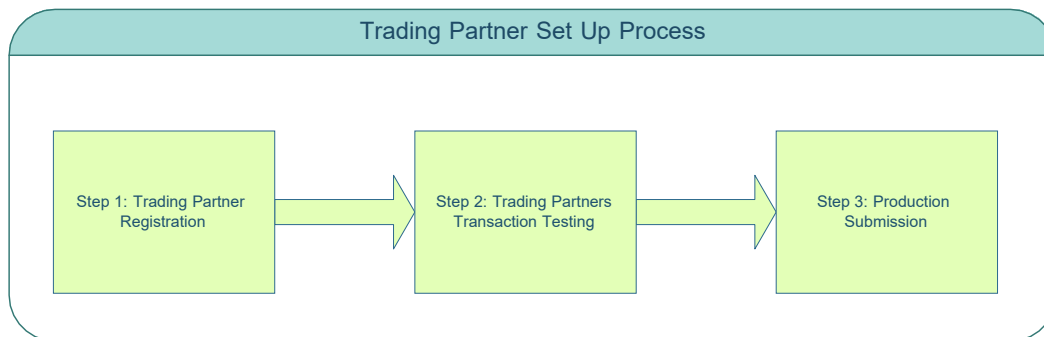 Trading Partner Set Up Process
Step 1: Trading Partner
Registration
Step 2: Trading Partners
Transaction Testing
Step 3: Production
Submission